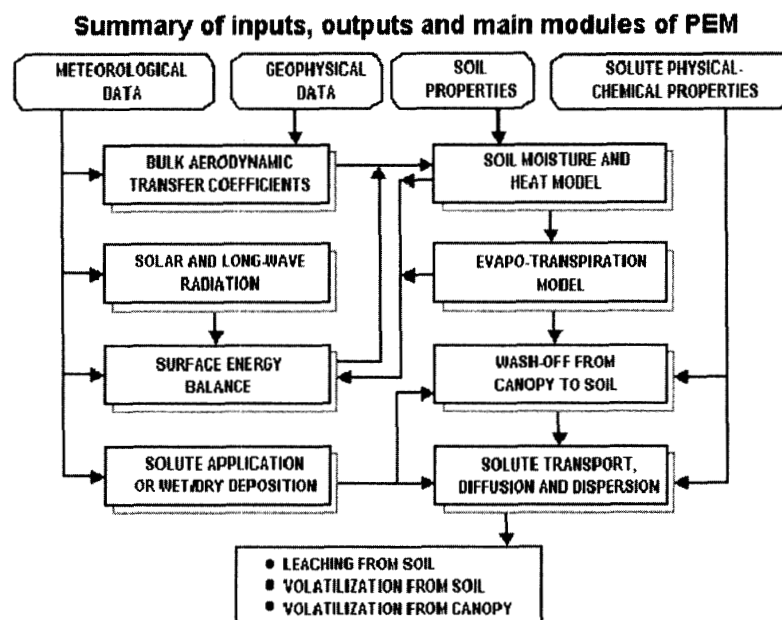 Summary of inputs, outputs and main modules of PEM
METEOROLOGICAL
DATA
GEOPHYSICAL
DATA
SOIL
PROPERTIES
SOLUTE PHYSICAL-
CHEMICAL PROPERTIES
BULK AERODYNAMIC
TRANSFER COEFFICIENTS
SOIL MOISTURE AND
HEAT MODEL
SOLAR AND LONG-WAVE
RADIATION
EVAPO-TRANSPIRATION
MODEL
SURFACE ENERGY
BALANCE
WASH-OFF FROM
CANOPY TO SOIL
SOLUTE APPLICATION
OR WET/DRY DEPOSITION
SOLUTE TRANSPORT,
DIFFUSION AND DISPERSION
• LEACHING FROM SOIL
• VOLATILIZATION FROM SOIL
• VOLATILIZATION FROM CANOPY